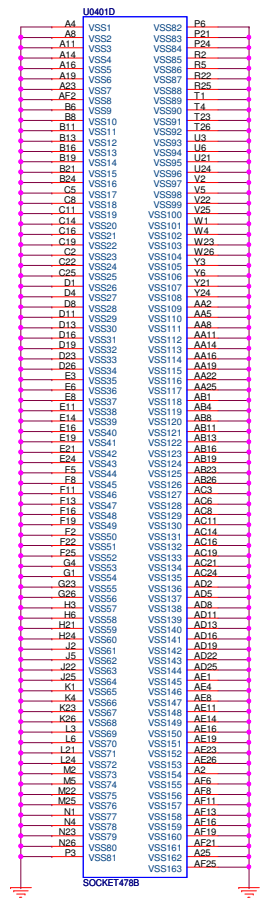 U0401D
A4 VSS1 VSS82 P6
A8 VSS2 VSS83 P21
A11 VSS3 VSS84 P24
A14 VSS4 VSS85 R2
A16 VSS5 VSS86 R5
A19 VSS6 VSS87 R22
A23 VSS7 VSS88 R25
AF2 VSS8 VSS89 T1
B6 VSS9 VSS90 T4
B8 VSS10 VSS91 T23
B11 VSS11 VSS92 T26
B13 VSS12 VSS93 U3
B16 VSS13 VSS94 U6
B19 VSS14 VSS95 U21
B21 VSS15 VSS96 U24
B24 VSS16 VSS97 V2
C5 VSS17 VSS98 V5
C8 VSS18 VSS99 V22
C11 VSS19 VSS100 V25
C14 VSS20 VSS101 W1
C16 VSS21 VSS102 W4
C19 VSS22 VSS103 W23
C2 VSS23 VSS104 W26
C22 VSS24 VSS105 Y3
C25 VSS25 VSS106 Y6
D1 VSS26 VSS107 Y21
D4 VSS27 VSS108 Y24
D8 VSS28 VSS109 AA2
D11 VSS29 VSS110 AA5
D13 VSS30 VSS111 AA8
D16 VSS31 VSS112 AA11
D19 VSS32 VSS113 AA14
D23 VSS33 VSS114 AA16
D26 VSS34 VSS115 AA19
E3 VSS35 VSS116 AA22
E6 VSS36 VSS117 AA25
E8 VSS37 VSS118 AB1
E11 VSS38 VSS119 AB4
E14 VSS39 VSS120 AB8
E16 VSS40 VSS121 AB11
E19 VSS41 VSS122 AB13
E21 VSS42 VSS123 AB16
E24 VSS43 VSS124 AB19
F5 VSS44 VSS125 AB23
F8 VSS45 VSS126 AB26
F11 VSS46 VSS127 AC3
F13 VSS47 VSS128 AC6
F16 VSS48 VSS129 AC8
F19 VSS49 VSS130 AC11
F2 VSS50 VSS131 AC14
F22 VSS51 VSS132 AC16
F25 VSS52 VSS133 AC19
G4 VSS53 VSS134 AC21
G1 VSS54 VSS135 AC24
G23 VSS55 VSS136 AD2
G26 VSS56 VSS137 AD5
H3 VSS57 VSS138 AD8
H6 VSS58 VSS139 AD11
H21 VSS59 VSS140 AD13
H24 VSS60 VSS141 AD16
J2 VSS61 VSS142 AD19
J5 VSS62 VSS143 AD22
J22 VSS63 VSS144 AD25
J25 VSS64 VSS145 AE1
K1 VSS65 VSS146 AE4
K4 VSS66 VSS147 AE8
K23 VSS67 VSS148 AE11
K26 VSS68 VSS149 AE14
L3 VSS69 VSS150 AE16
L6 VSS70 VSS151 AE19
L21 VSS71 VSS152 AE23
L24 VSS72 VSS153 AE26
M2 VSS73 VSS154 A2
M5 VSS74 VSS155 AF6
M22 VSS75 VSS156 AF8
M25 VSS76 VSS157 AF11
N1 VSS77 VSS158 AF13
N4 VSS78 VSS159 AF16
N23 VSS79 VSS160 AF19
N26 VSS80 VSS161 AF21
P3 VSS81 VSS162 A25
VSS163 AF25
SOCKET478B